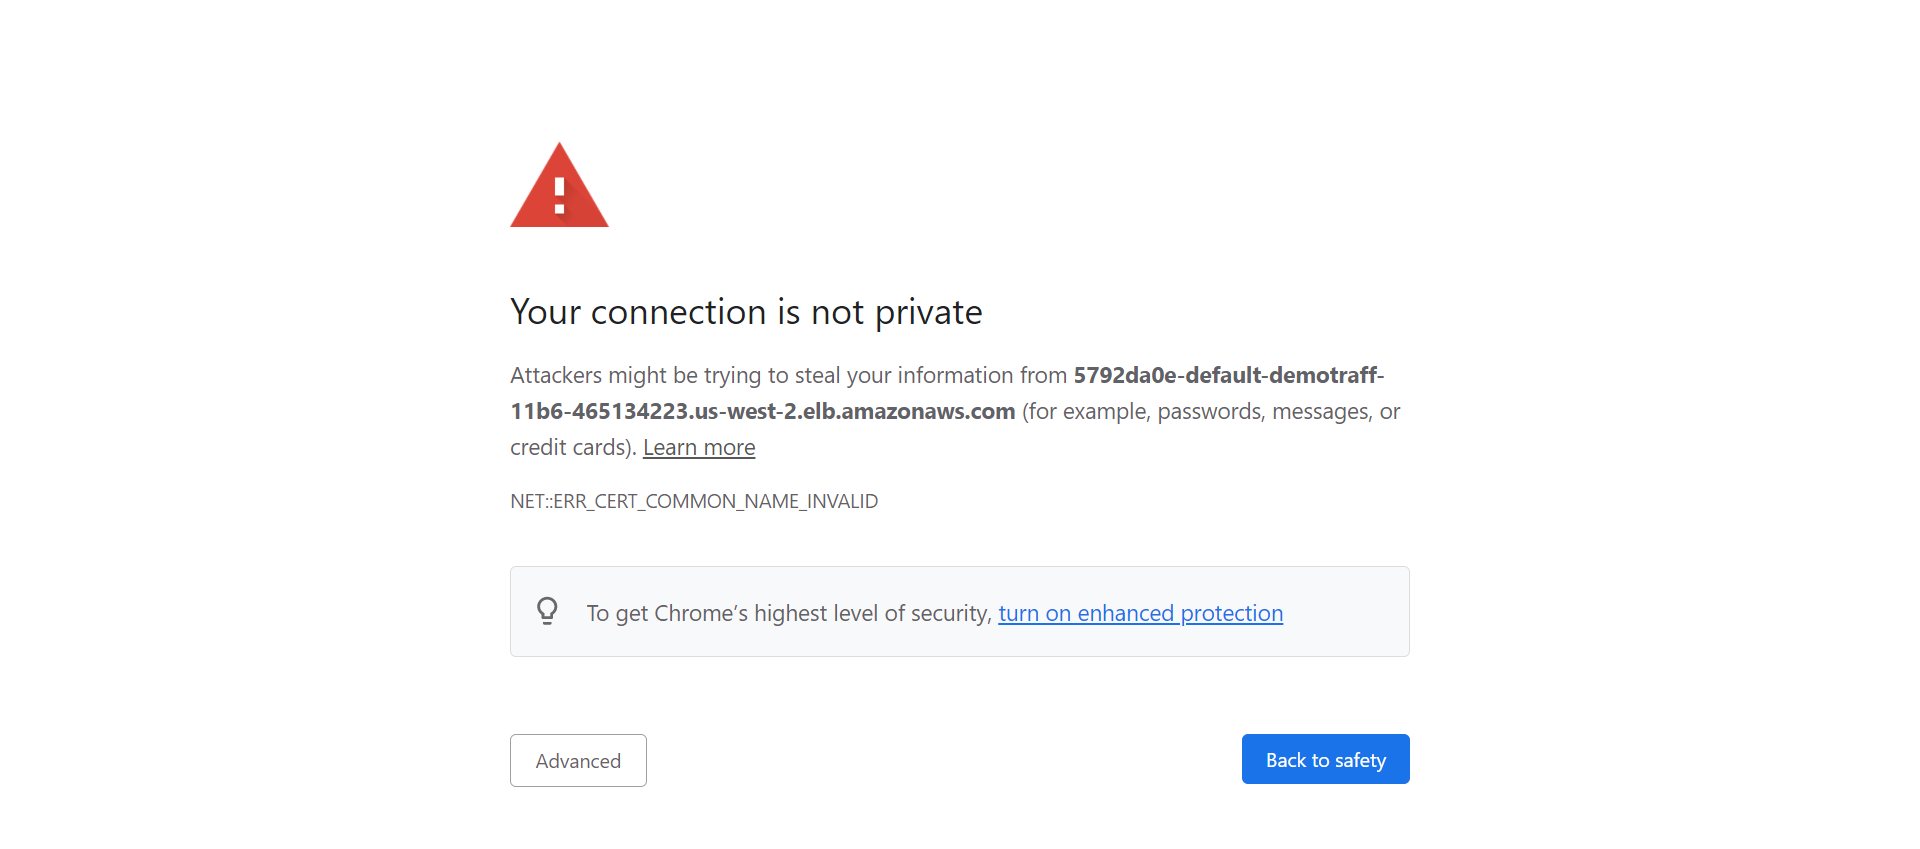 Your connection is not private
Attackers might be trying to steal your information from 5792da0e-default-demotraff-
11b6-465134223.us-west-2.elb.amazonaws.com (for example, passwords, messages, or
credit cards). Learn more
NET::ERR_CERT_COMMON_NAME_INVALID
To get Chrome’s highest level of security, turn on enhanced protection
Advanced
Back to safety